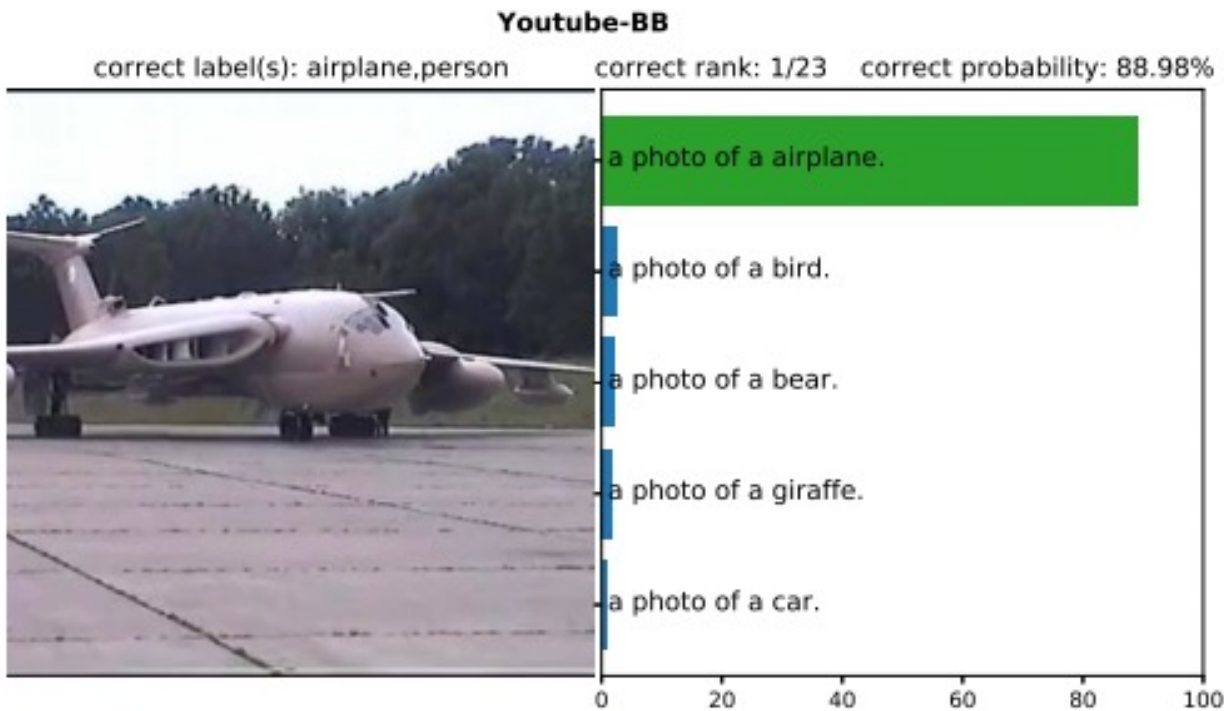 Youtube-BB
correct label(s): airplane,person correct rank: 1/23 correct probability: 88.98%
a photo of a airplane.
a photo of a bird.
a photo of a bear.
a photo of a giraffe.
a photo of a car.
0 20 40 60 80 100